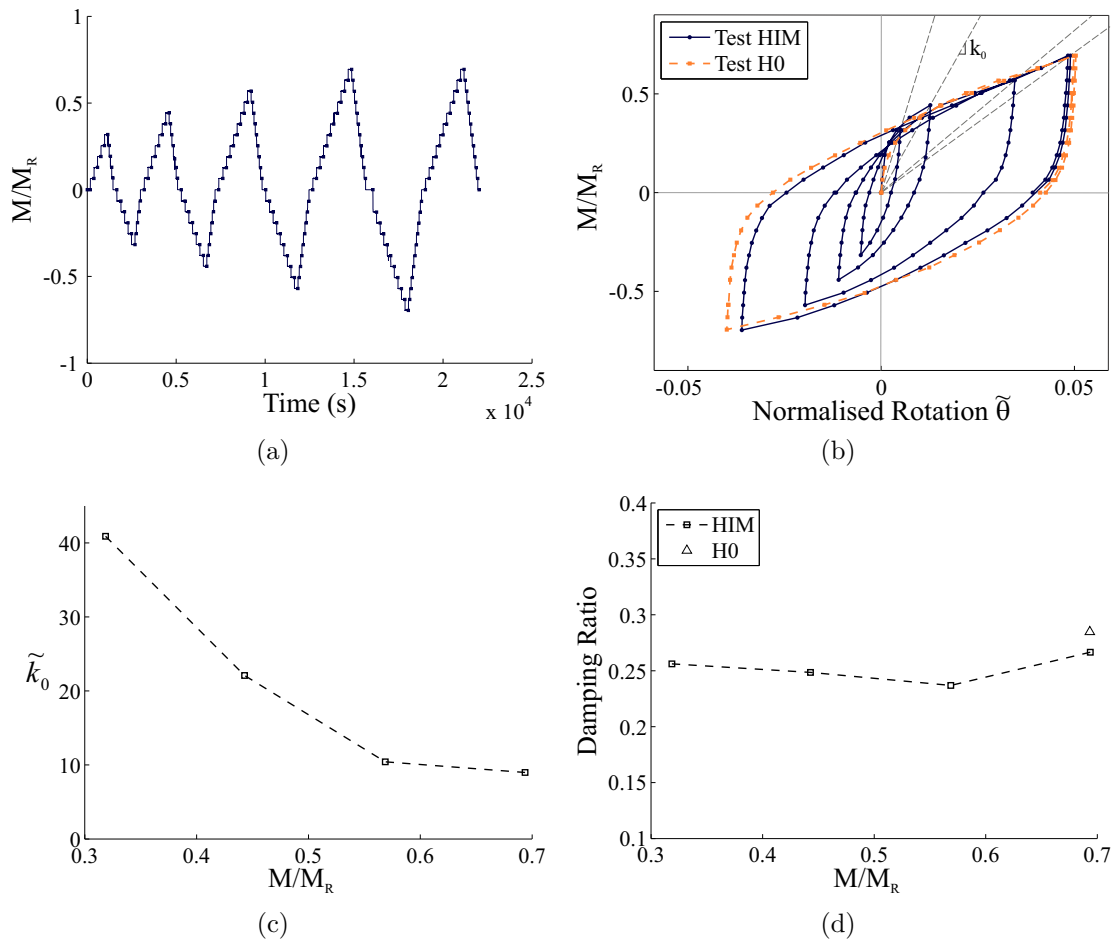 1
0.5
0
-0.5
-1
M/M_R
0 0.5 1 1.5 2 2.5
Time (s)
x 10^4
(a)
Test HIM
Test H0
k_0
0.5
0
-0.5
M/M_R
-0.05 0 0.05
Normalised Rotation θ̃
(b)
40
30
20
10
0
k̃_0
0.3 0.4 0.5 0.6 0.7
M/M_R
(c)
HIM
H0
0.4
0.35
0.3
0.25
0.2
0.15
0.1
Damping Ratio
0.3 0.4 0.5 0.6 0.7
M/M_R
(d)